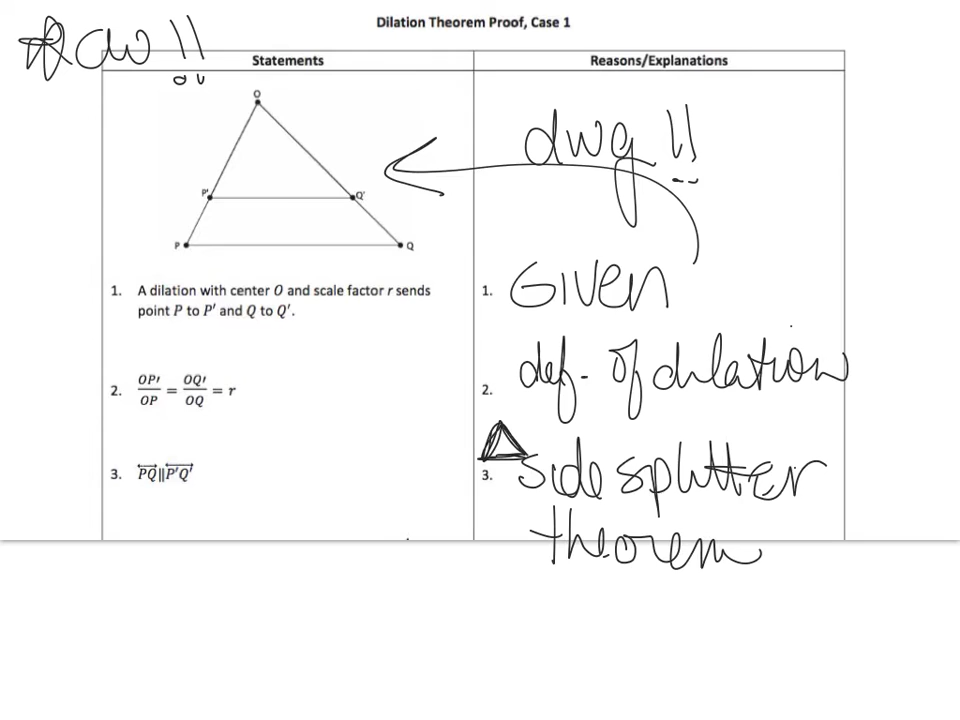 Dilation Theorem Proof, Case 1
CW !!
Statements
Reasons/Explanations
O
P'
Q'
P
Q
dwg !!
1. A dilation with center O and scale factor r sends
point P to P' and Q to Q'.
1. Given
2. OP'/OP = OQ'/OQ = r
2. def. of dilation
3. PQ||P'Q'
3. Side splitter
theorem